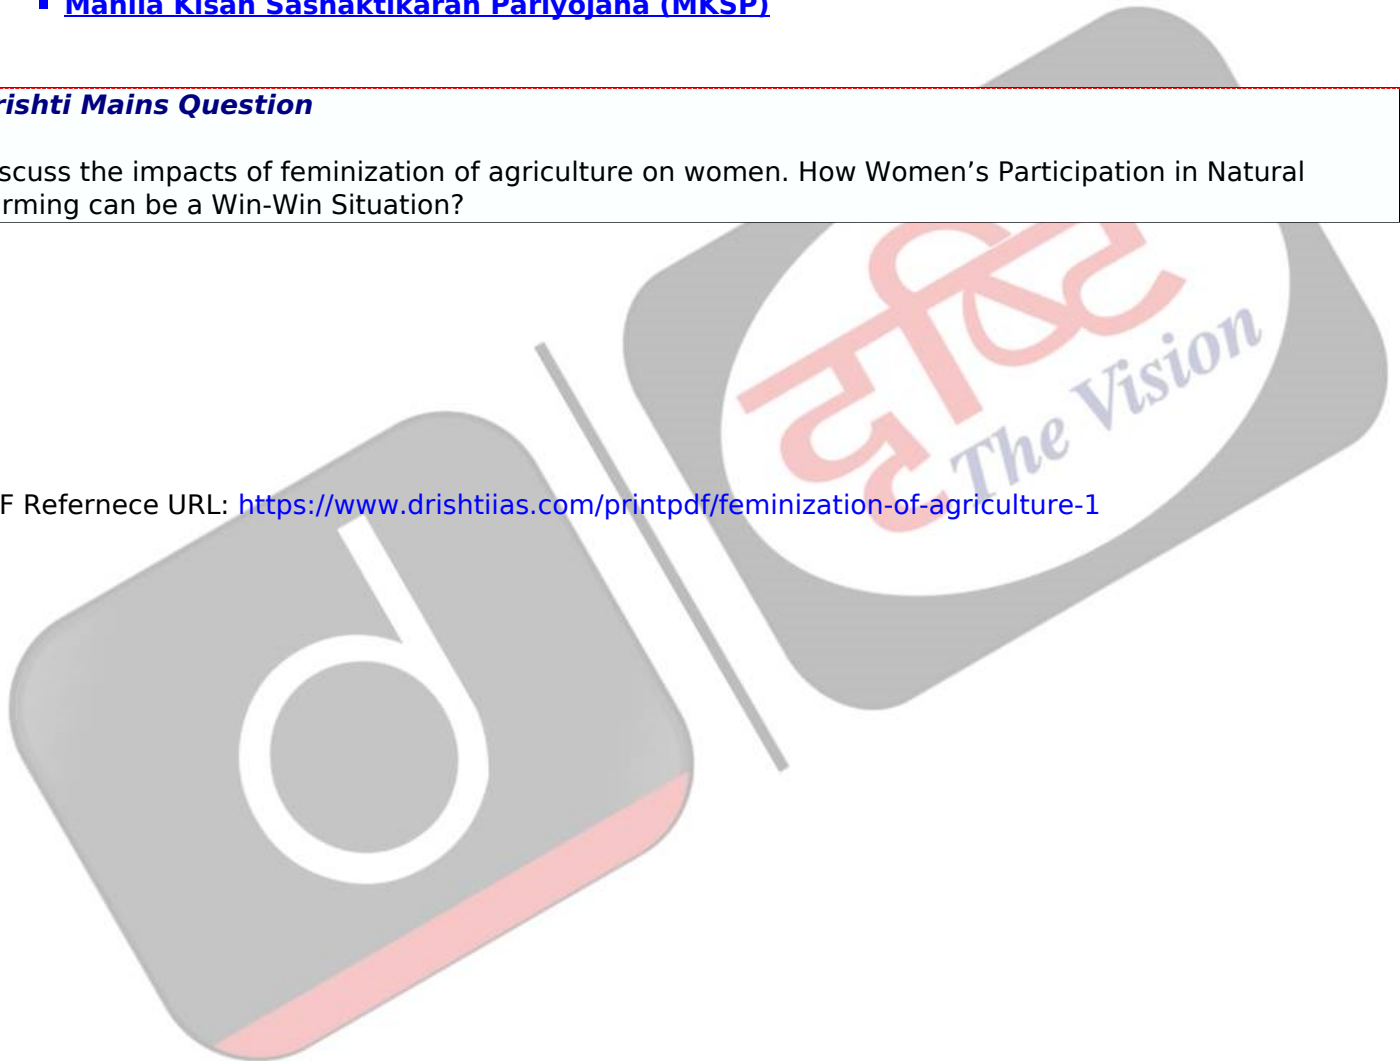 Mahila Kisan Sashaktikaran Pariyojana (MKSP)
rishti Mains Question
scuss the impacts of feminization of agriculture on women. How Women’s Participation in Natural
rming can be a Win-Win Situation?
दृष्टि
The Vision
F Refernece URL: https://www.drishtiias.com/printpdf/feminization-of-agriculture-1
d